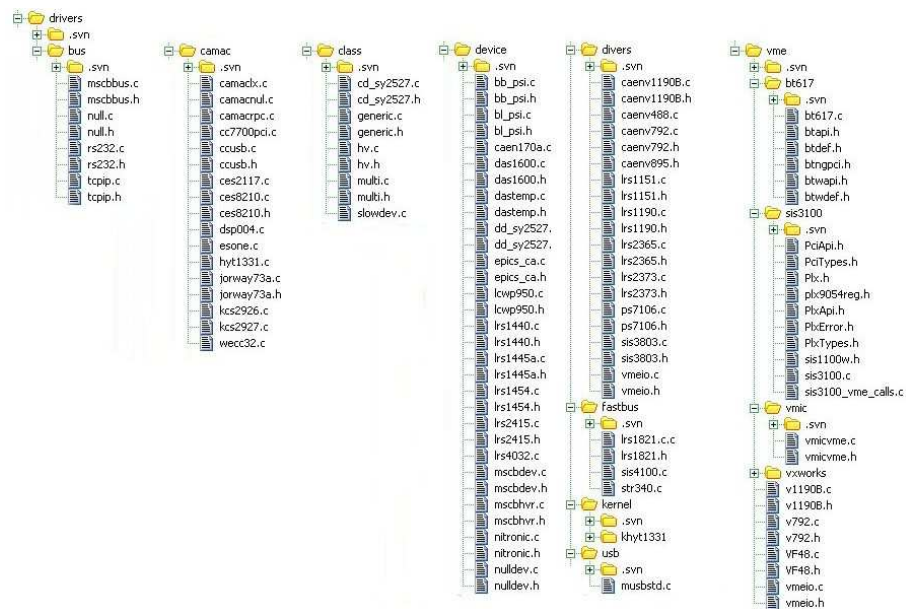 drivers
.svn
bus
.svn
mscbbus.c
mscbbus.h
null.c
null.h
rs232.c
rs232.h
tcpip.c
tcpip.h
camac
.svn
camaclx.c
camacnul.c
camacrpc.c
cc7700pci.c
ccusb.c
ccusb.h
ces2117.c
ces8210.c
ces8210.h
dsp004.c
esone.c
hyt1331.c
jorway73a.c
jorway73a.h
kcs2926.c
kcs2927.c
wecc32.c
class
.svn
cd_sy2527.c
cd_sy2527.h
generic.c
generic.h
hv.c
hv.h
multi.c
multi.h
slowdev.c
device
.svn
bb_psi.c
bb_psi.h
bl_psi.c
bl_psi.h
caen170a.c
das1600.c
das1600.h
dastemp.c
dastemp.h
dd_sy2527.
dd_sy2527.
epics_ca.c
epics_ca.h
lcwp950.c
lcwp950.h
lrs1440.c
lrs1440.h
lrs1445a.c
lrs1445a.h
lrs1454.c
lrs1454.h
lrs2415.c
lrs2415.h
lrs4032.c
mscbdev.c
mscbdev.h
mscbhvr.c
mscbhvr.h
nitronic.c
nitronic.h
nulldev.c
nulldev.h
divers
.svn
caenv1190B.c
caenv1190B.h
caenv488.c
caenv792.c
caenv792.h
caenv895.h
lrs1151.c
lrs1151.h
lrs1190.c
lrs1190.h
lrs2365.c
lrs2365.h
lrs2373.c
lrs2373.h
ps7106.c
ps7106.h
sis3803.c
sis3803.h
vmeio.c
vmeio.h
fastbus
.svn
lrs1821.c.c
lrs1821.h
sis4100.c
str340.c
kernel
.svn
khyt1331
usb
.svn
musbstd.c
vme
.svn
bt617
.svn
bt617.c
btapi.h
btdef.h
btngpci.h
btwapi.h
btwdef.h
sis3100
.svn
PciApi.h
PciTypes.h
Plx.h
plx9054reg.h
PlxApi.h
PlxError.h
PlxTypes.h
sis1100w.h
sis3100.c
sis3100_vme_calls.c
vmic
.svn
vmicvme.c
vmicvme.h
vxworks
v1190B.c
v1190B.h
v792.c
v792.h
VF48.c
VF48.h
vmeio.c
vmeio.h